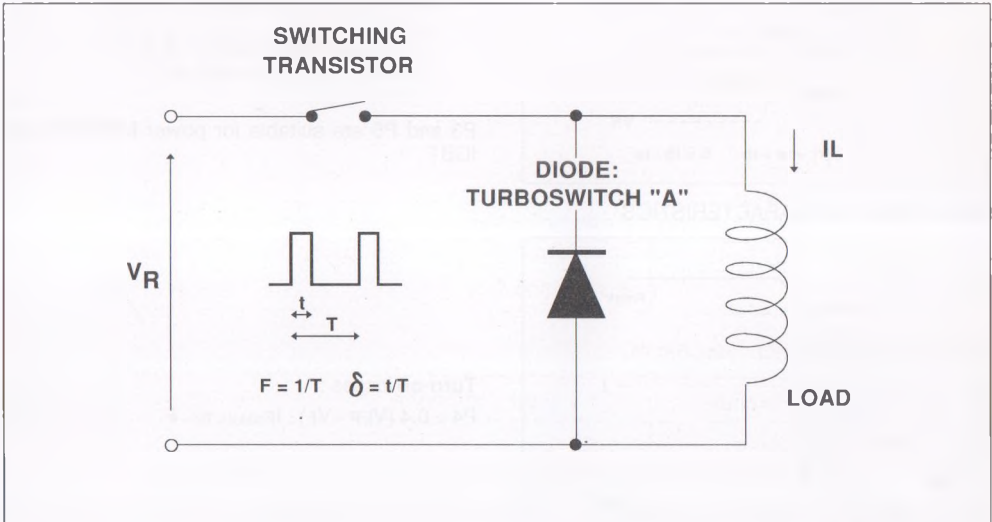 SWITCHING
TRANSISTOR
IL
DIODE:
TURBOSWITCH "A"
VR
t
T
F = 1/T δ = t/T
LOAD